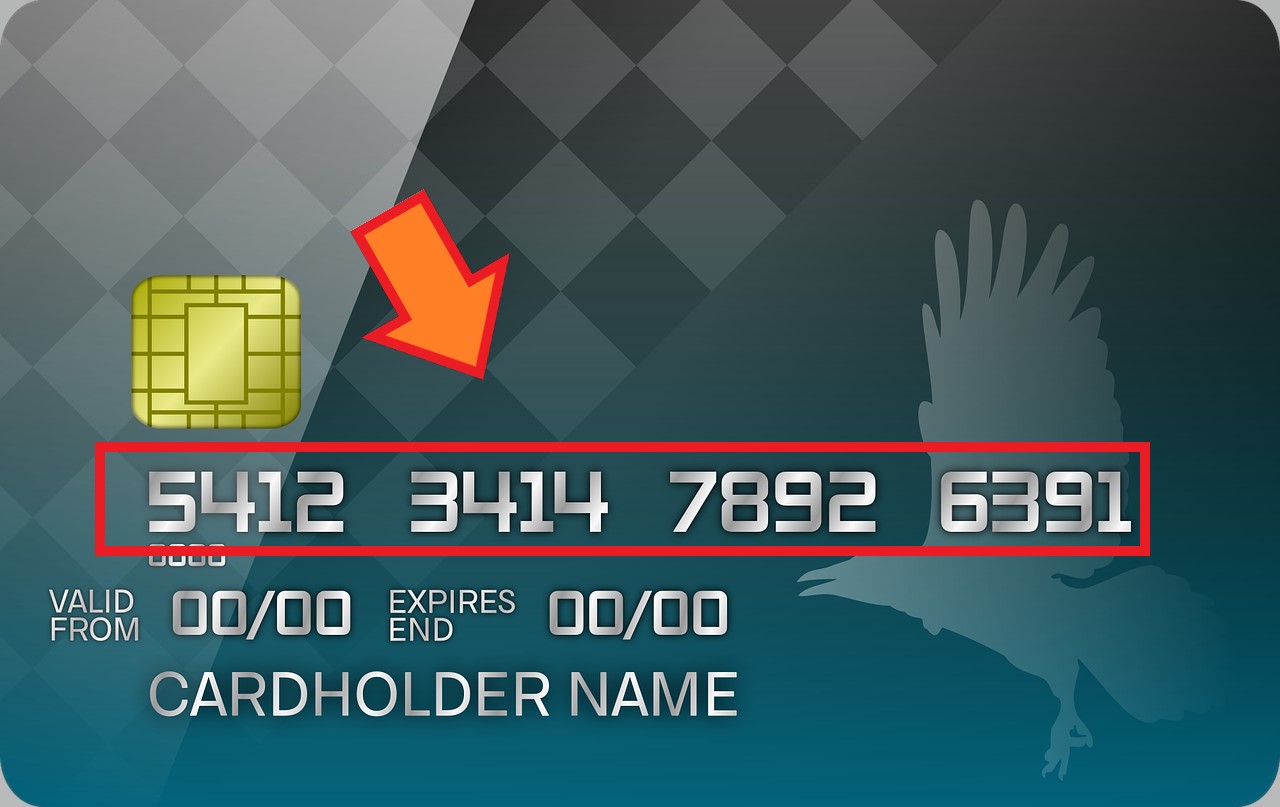 5412 3414 7892 6391
0000
VALID FROM 00/00 EXPIRES END 00/00
CARDHOLDER NAME